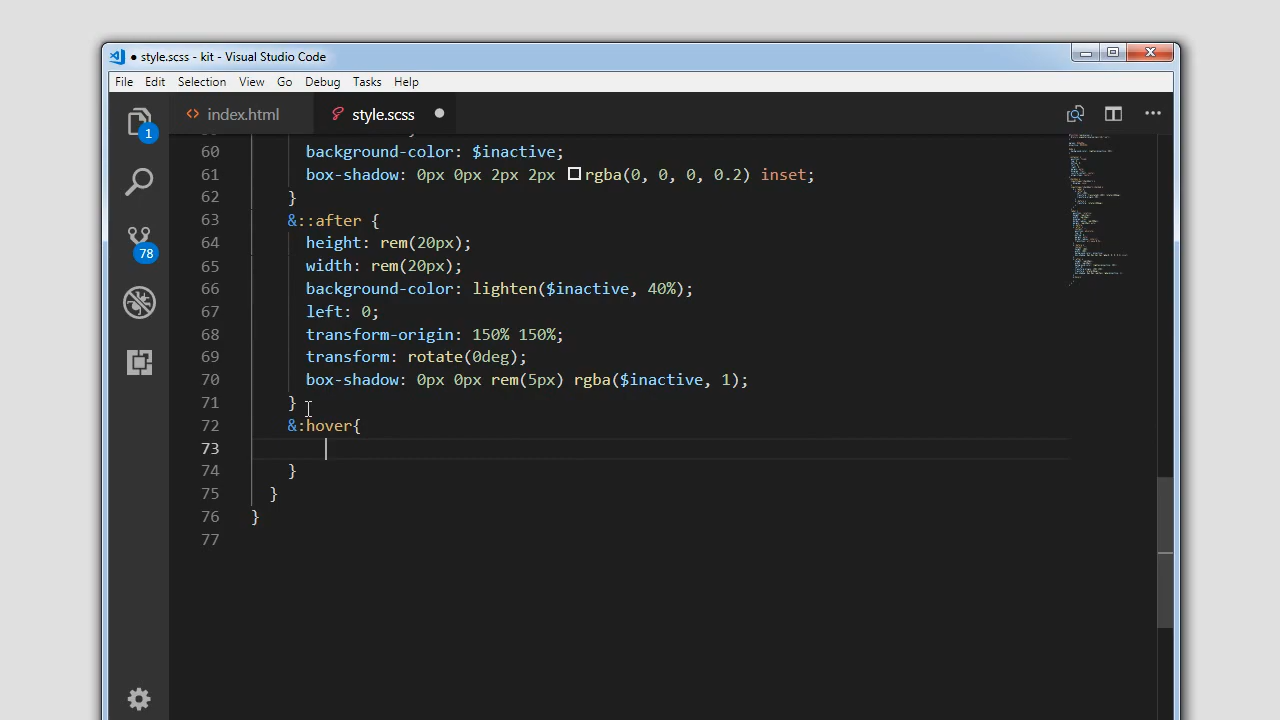 ● style.scss - kit - Visual Studio Code
File Edit Selection View Go Debug Tasks Help
1
index.html
style.scss
60 background-color: $inactive;
61 box-shadow: 0px 0px 2px 2px rgba(0, 0, 0, 0.2) inset;
62 }
78
63 &::after {
64 height: rem(20px);
65 width: rem(20px);
66 background-color: lighten($inactive, 40%);
67 left: 0;
68 transform-origin: 150% 150%;
69 transform: rotate(0deg);
70 box-shadow: 0px 0px rem(5px) rgba($inactive, 1);
71 }
72 &:hover{
73
74 }
75 }
76 }
77